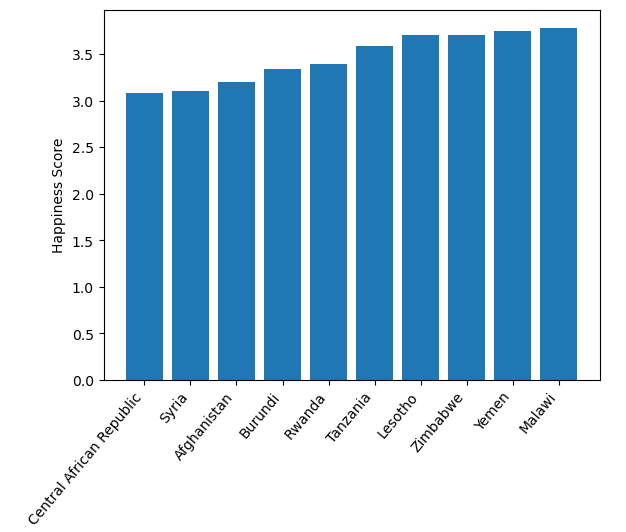 3.5
3.0
2.5
2.0
1.5
1.0
0.5
0.0
Happiness Score
Central African Republic
Syria
Afghanistan
Burundi
Rwanda
Tanzania
Lesotho
Zimbabwe
Yemen
Malawi